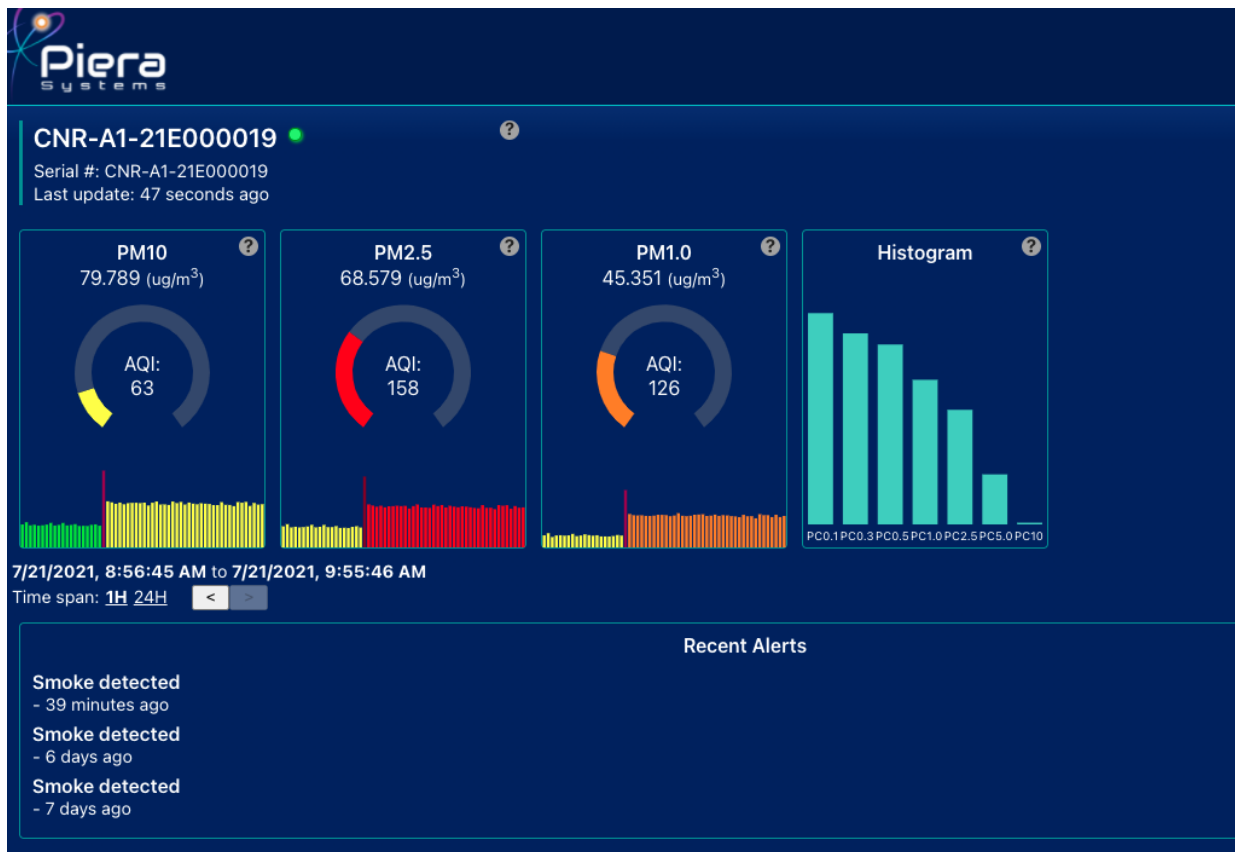 Piera
Systems
CNR-A1-21E000019
?
Serial #: CNR-A1-21E000019
Last update: 47 seconds ago
PM10
?
79.789 (ug/m³)
AQI:
63
PM2.5
?
68.579 (ug/m³)
AQI:
158
PM1.0
?
45.351 (ug/m³)
AQI:
126
Histogram
?
PC0.1 PC0.3 PC0.5 PC1.0 PC2.5 PC5.0 PC10
7/21/2021, 8:56:45 AM to 7/21/2021, 9:55:46 AM
Time span: 1H 24H < >
Recent Alerts
Smoke detected
- 39 minutes ago
Smoke detected
- 6 days ago
Smoke detected
- 7 days ago